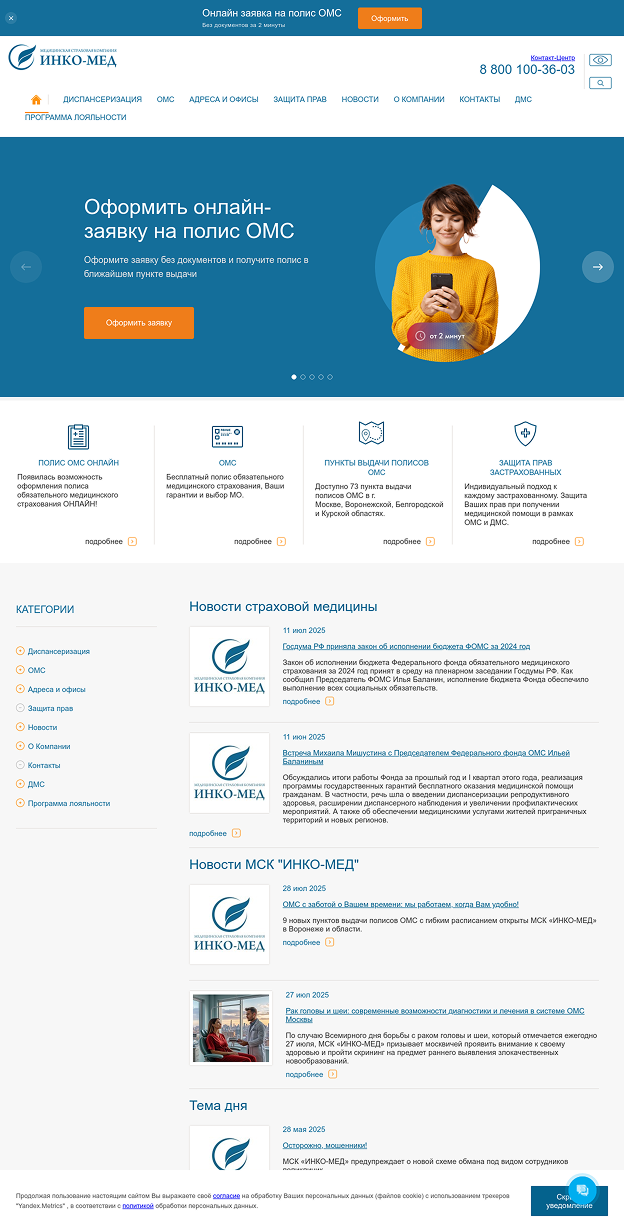 Онлайн заявка на полис ОМС
Без документов за 2 минуты
Оформить
МЕДИЦИНСКАЯ СТРАХОВАЯ КОМПАНИЯ
ИНКО-МЕД
Контакт-Центр
8 800 100-36-03
ДИСПАНСЕРИЗАЦИЯ ОМС АДРЕСА И ОФИСЫ ЗАЩИТА ПРАВ НОВОСТИ О КОМПАНИИ КОНТАКТЫ ДМС
ПРОГРАММА ЛОЯЛЬНОСТИ
Оформить онлайн-
заявку на полис ОМС
Оформите заявку без документов и получите полис в
ближайшем пункте выдачи
Оформить заявку
от 2 минут
ПОЛИС ОМС ОНЛАЙН
Появилась возможность
оформления полиса
обязательного медицинского
страхования ОНЛАЙН!
подробнее
ОМС
Бесплатный полис обязательного
медицинского страхования, Ваши
гарантии и выбор МО.
подробнее
ПУНКТЫ ВЫДАЧИ ПОЛИСОВ
ОМС
Доступно 73 пункта выдачи
полисов ОМС в г.
Москве, Воронежской, Белгородской
и Курской областях.
подробнее
ЗАЩИТА ПРАВ
ЗАСТРАХОВАННЫХ
Индивидуальный подход к
каждому застрахованному. Защита
Ваших прав при получении
медицинской помощи в рамках
ОМС и ДМС.
подробнее
КАТЕГОРИИ
Диспансеризация
ОМС
Адреса и офисы
Защита прав
Новости
О Компании
Контакты
ДМС
Программа лояльности
Новости страховой медицины
МЕДИЦИНСКАЯ СТРАХОВАЯ КОМПАНИЯ
ИНКО-МЕД
11 июл 2025
Госдума РФ приняла закон об исполнении бюджета ФОМС за 2024 год
Закон об исполнении бюджета Федерального фонда обязательного медицинского
страхования за 2024 год принят в среду на пленарном заседании Госдумы РФ. Как
сообщил Председатель ФОМС Илья Баланин, исполнение бюджета Фонда обеспечило
выполнение всех социальных обязательств.
подробнее
МЕДИЦИНСКАЯ СТРАХОВАЯ КОМПАНИЯ
ИНКО-МЕД
11 июн 2025
Встреча Михаила Мишустина с Председателем Федерального фонда ОМС Ильей
Баланиным
Обсуждались итоги работы Фонда за прошлый год и I квартал этого года, реализация
программы государственных гарантий бесплатного оказания медицинской помощи
гражданам. В частности, речь шла о введении диспансеризации репродуктивного
здоровья, расширении диспансерного наблюдения и увеличении профилактических
мероприятий. А также об обеспечении медицинскими услугами жителей приграничных
территорий и новых регионов.
подробнее
Новости МСК "ИНКО-МЕД"
МЕДИЦИНСКАЯ СТРАХОВАЯ КОМПАНИЯ
ИНКО-МЕД
28 июл 2025
ОМС с заботой о Вашем времени: мы работаем, когда Вам удобно!
9 новых пунктов выдачи полисов ОМС с гибким расписанием открыты МСК «ИНКО-МЕД»
в Воронеже и области.
подробнее
27 июл 2025
Рак головы и шеи: современные возможности диагностики и лечения в системе ОМС
Москвы
По случаю Всемирного дня борьбы с раком головы и шеи, который отмечается ежегодно
27 июля, МСК «ИНКО-МЕД» призывает москвичей проявить внимание к своему
здоровью и пройти скрининг на предмет раннего выявления злокачественных
новообразований.
подробнее
Тема дня
28 мая 2025
Осторожно, мошенники!
МСК «ИНКО-МЕД» предупреждает о новой схеме обмана под видом сотрудников
Продолжая пользование настоящим сайтом Вы выражаете своё согласие на обработку Ваших персональных данных (файлов cookie) с использованием трекеров
"Yandex.Metrics" , в соответствии с политикой обработки персональных данных.
уведомление